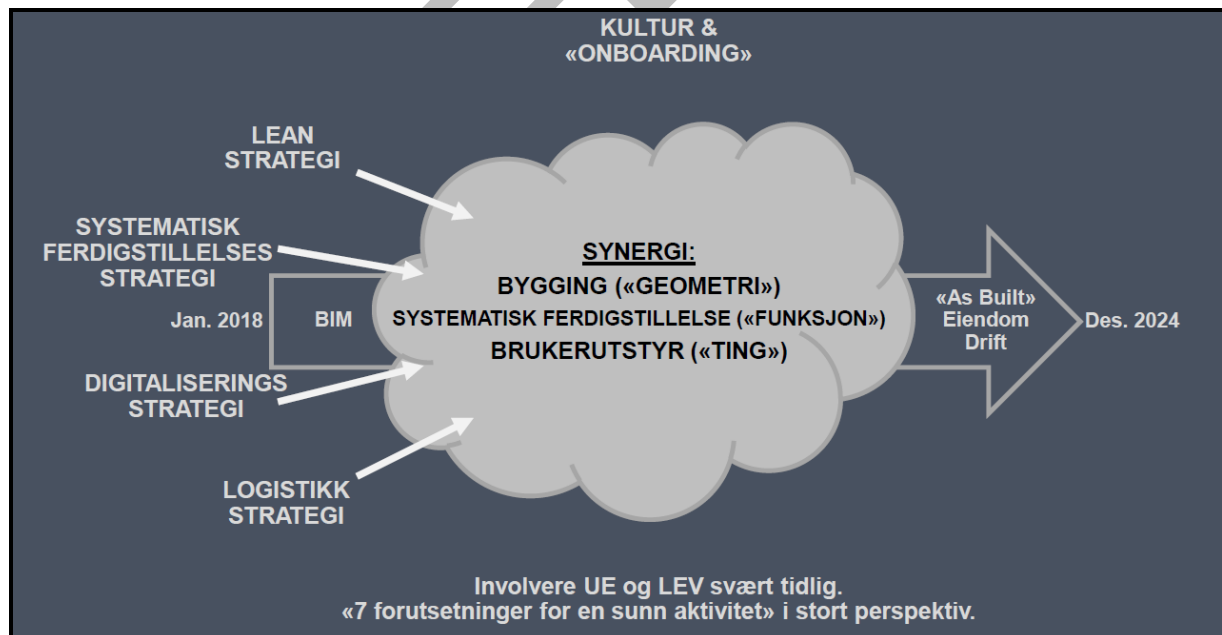 KULTUR &
«ONBOARDING»
LEAN
STRATEGI
SYSTEMATISK
FERDIGSTILLELSES
STRATEGI
Jan. 2018
BIM
DIGITALISERINGS
STRATEGI
LOGISTIKK
STRATEGI
SYNERGI:
BYGGING («GEOMETRI»)
SYSTEMATISK FERDIGSTILLELSE («FUNKSJON»)
BRUKERUTSTYR («TING»)
«As Built»
Eiendom
Drift
Des. 2024
Involvere UE og LEV svært tidlig.
«7 forutsetninger for en sunn aktivitet» i stort perspektiv.